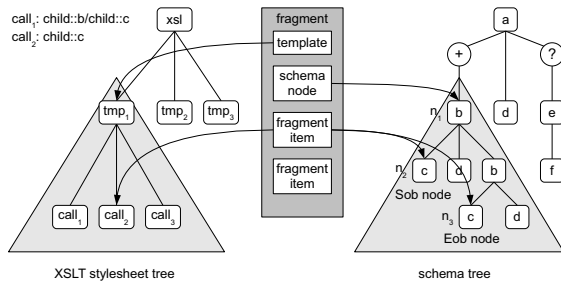 call1: child::b/child::c
call2: child::c
xsl
fragment
a
template
+
?
schema
node
tmp1
tmp2
tmp3
n1
b
d
e
fragment
item
n2
c
d
b
f
Sob node
fragment
item
call1
call2
call3
n3
c
d
Eob node
XSLT stylesheet tree
schema tree